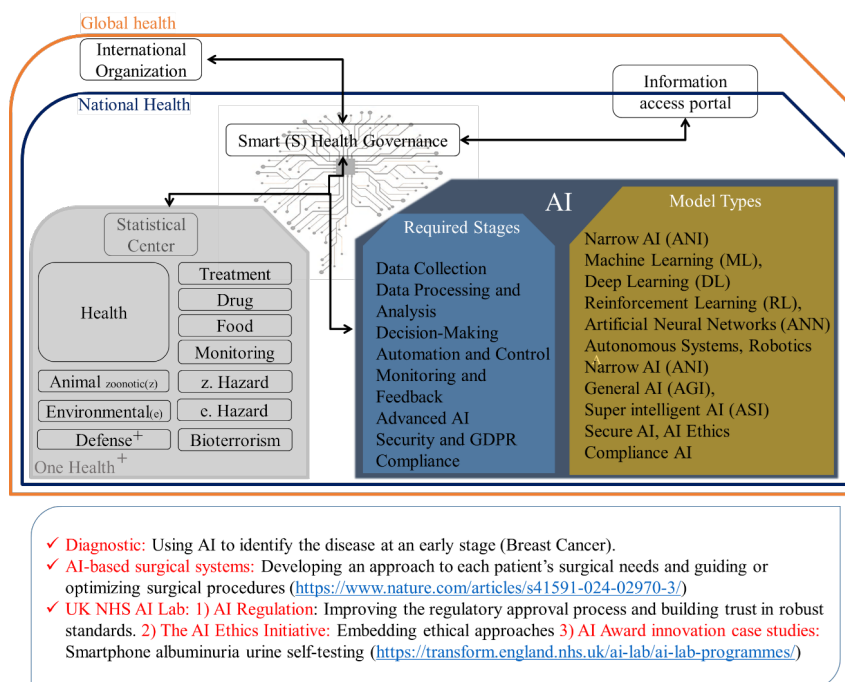 Global health
International
Organization
Information
access portal
National Health
Smart (S) Health Governance
Statistical
Center
Health
Treatment
Drug
Food
Monitoring
Animal zoonotic(z)
z. Hazard
Environmental(e)
e. Hazard
Defense+
Bioterrorism
One Health+
AI
Required Stages
Data Collection
Data Processing and
Analysis
Decision-Making
Automation and Control
Monitoring and
Feedback
Advanced AI
Security and GDPR
Compliance
Model Types
Narrow AI (ANI)
Machine Learning (ML),
Deep Learning (DL)
Reinforcement Learning (RL),
Artificial Neural Networks (ANN)
Autonomous Systems, Robotics
A
Narrow AI (ANI)
General AI (AGI),
Super intelligent AI (ASI)
Secure AI, AI Ethics
Compliance AI
✓ Diagnostic: Using AI to identify the disease at an early stage (Breast Cancer).
✓ AI-based surgical systems: Developing an approach to each patient's surgical needs and guiding or
optimizing surgical procedures (https://www.nature.com/articles/s41591-024-02970-3/)
✓ UK NHS AI Lab: 1) AI Regulation: Improving the regulatory approval process and building trust in robust
standards. 2) The AI Ethics Initiative: Embedding ethical approaches 3) AI Award innovation case studies:
Smartphone albuminuria urine self-testing (https://transform.england.nhs.uk/ai-lab/ai-lab-programmes/)